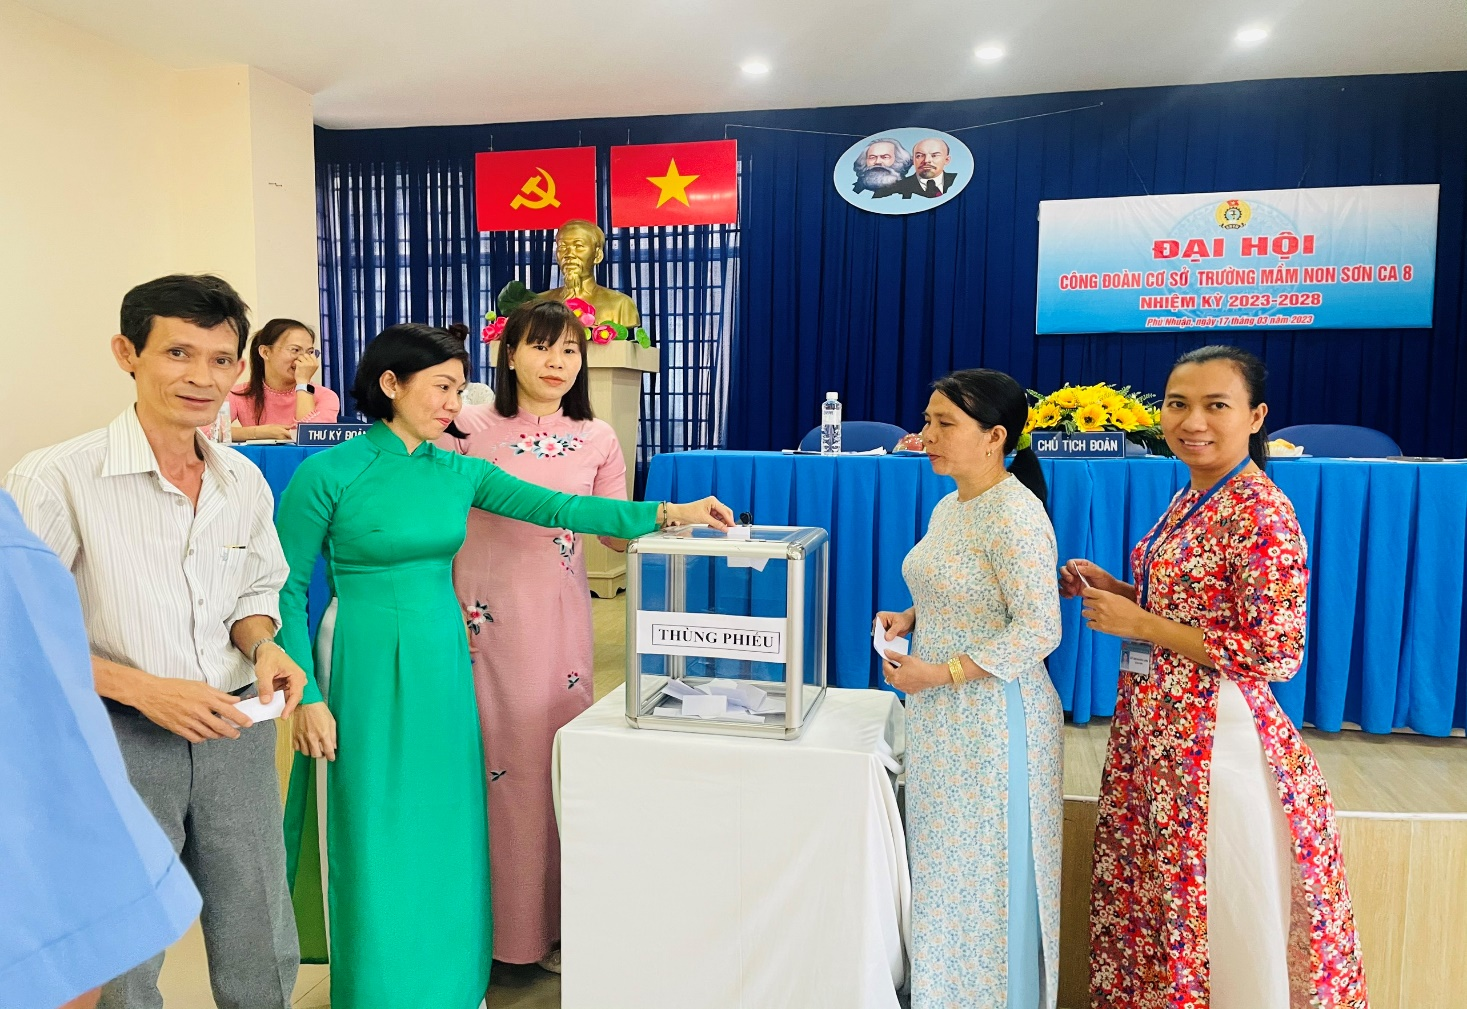 ĐẠI HỘI
CÔNG ĐOÀN CƠ SỞ TRƯỜNG MẦM NON SƠN CA 8
NHIỆM KỲ 2023-2028
Phú Nhuận, ngày 17 tháng 03 năm 2023
THƯ KÝ ĐOÀN
CHỦ TỊCH ĐOÀN
THÙNG PHIẾU